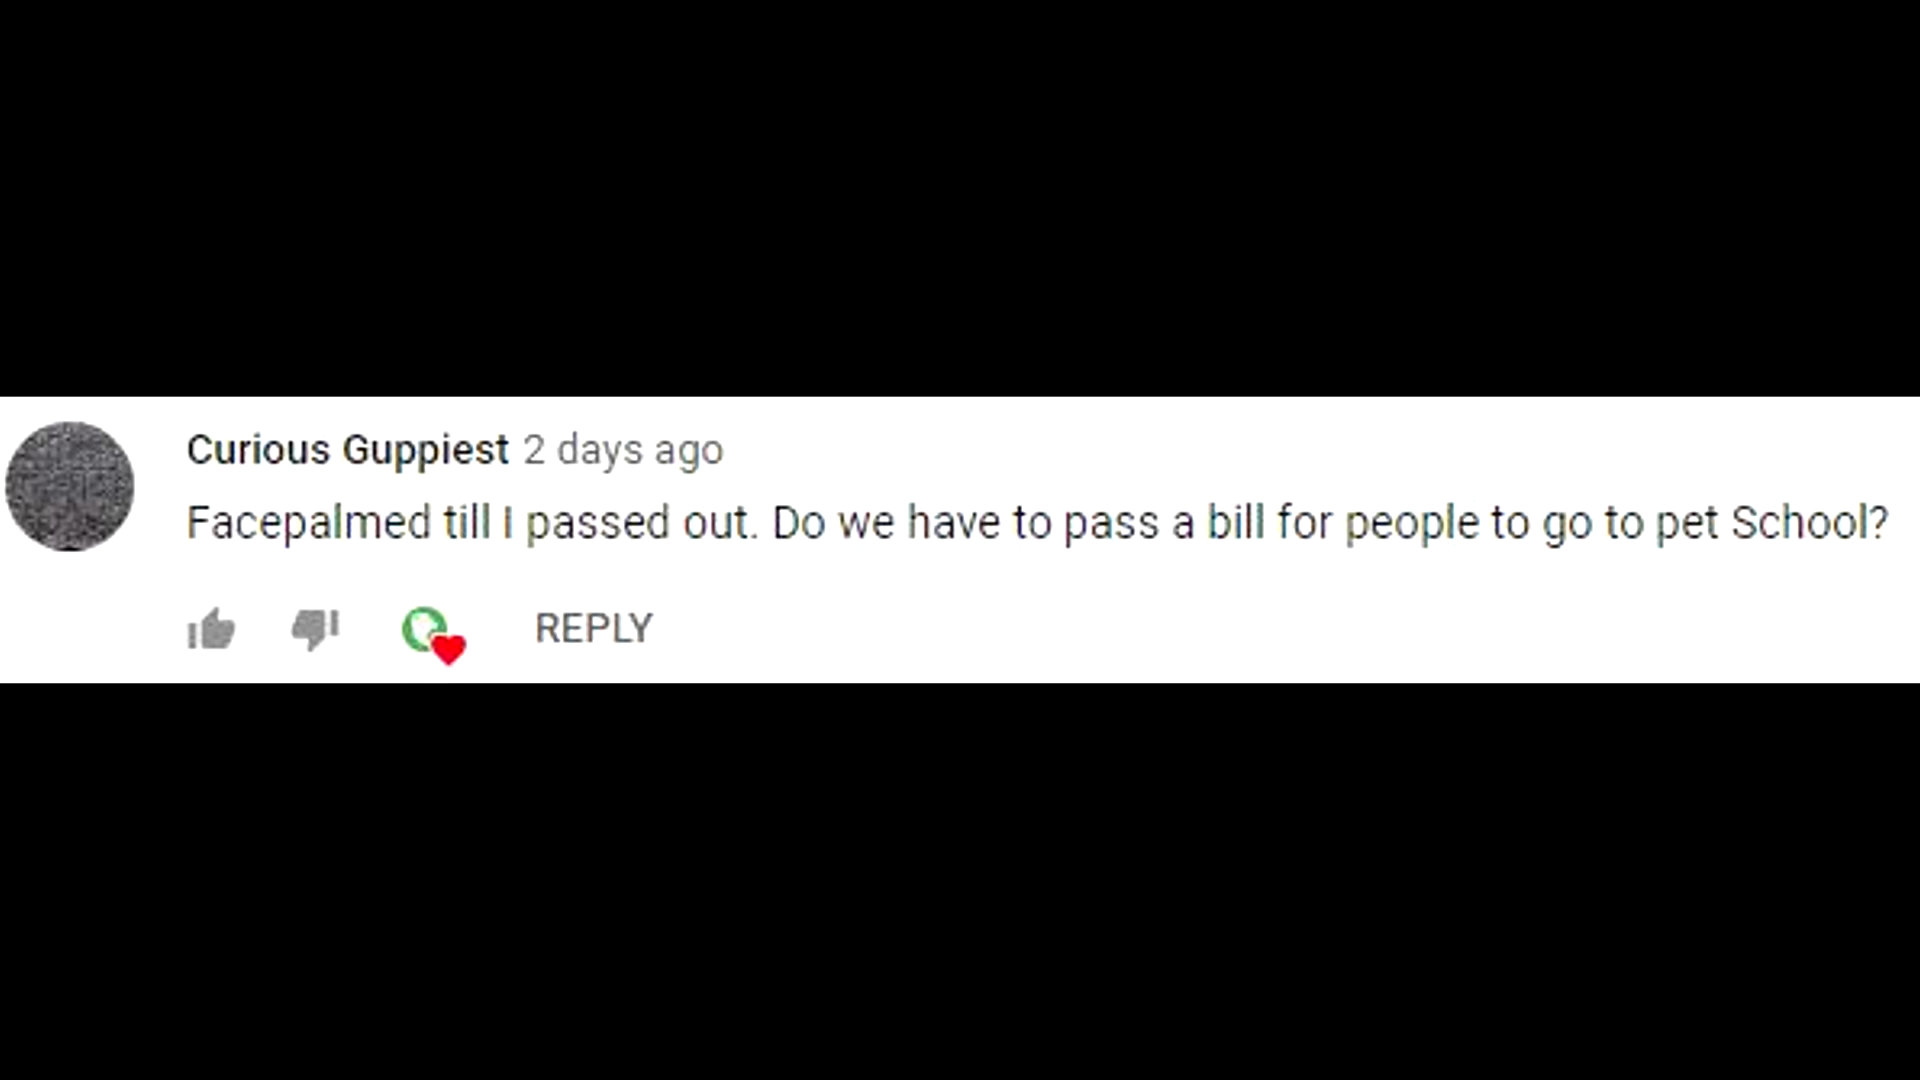 Curious Guppiest 2 days ago
Facepalmed till I passed out. Do we have to pass a bill for people to go to pet School?
REPLY